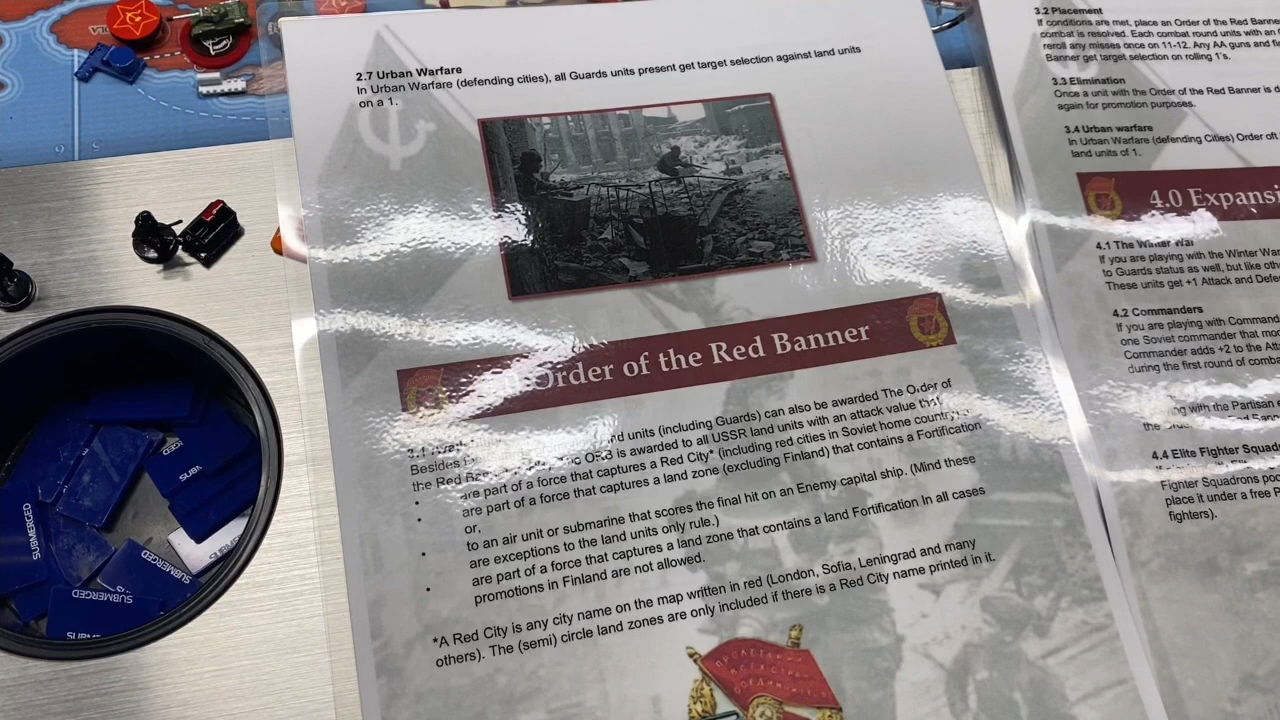 2.7 Urban Warfare
In Urban Warfare (defending cities), all Guards units present get target selection against land units
on a 1.
Order of the Red Banner
units (including Guards) can also be awarded The Order of
Besides
the Red ORB is awarded to all USSR land units with an attack value that
are part of a force that captures a Red City* (including red cities in Soviet home country)
are part of a force that captures a land zone (excluding Finland) that contains a Fortification
or,
to an air unit or submarine that scores the final hit on an Enemy capital ship. (Mind these
are exceptions to the land units only rule.)
are part of a force that captures a land zone that contains a land Fortification In all cases
promotions in Finland are not allowed.
*A Red City is any city name on the map written in red (London, Sofia, Leningrad and many
others). The (semi) circle land zones are only included if there is a Red City name printed in it.
3.2 Placement
If conditions are met, place an Order of the Red Banner
combat is resolved. Each combat round units with an
reroll any misses once on 11-12. Any AA guns and
Banner get target selection on rolling 1's.
3.3 Elimination
Once a unit with the Order of the Red Banner is
again for promotion purposes.
3.4 Urban warfare
In Urban Warfare (defending Cities) Order of
land units of 1.
4.0
4.1 The Winter War
If you are playing with the Winter War
to Guards status as well, but like
These units get +1 Attack and
4.2 Commanders
If you are playing with
one Soviet commander that
Commander adds +2 to the
during the first round of
with the Partisan
the
4.4 Elite Fighter
Fighter Squadrons
place it under a free
fighters).
SUBMERGED
SUBMERGED
SUBMERGED